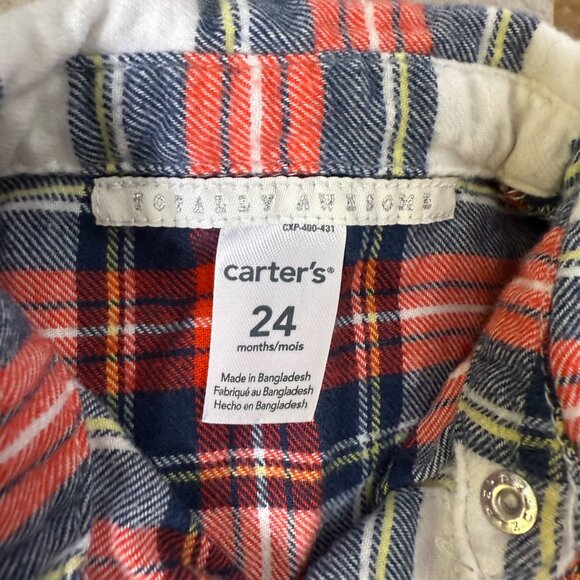 TOTALLY AWESOME
CXP-400-431
carter's®
24
months/mois
Made in Bangladesh
Fabriqué au Bangladesh
Hecho en Bangladesh